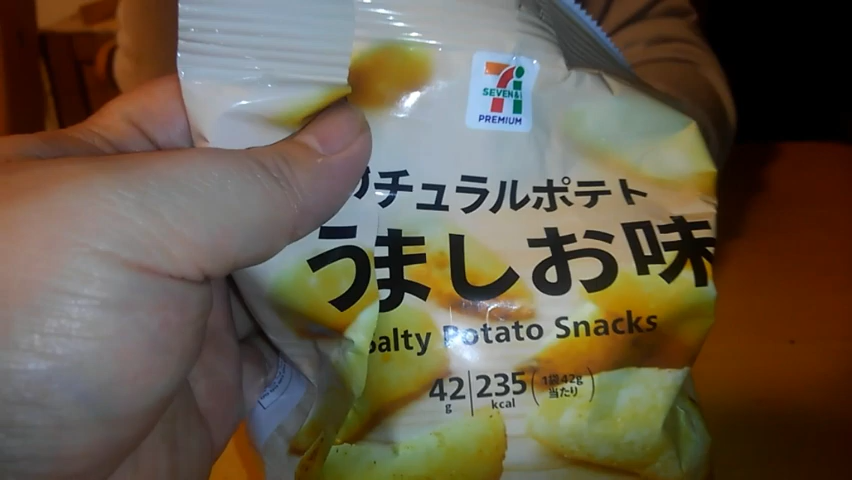 SEVEN&i
PREMIUM
チュラルポテト
うましお味
Salty Potato Snacks
42g 235kcal (1袋42g当たり)